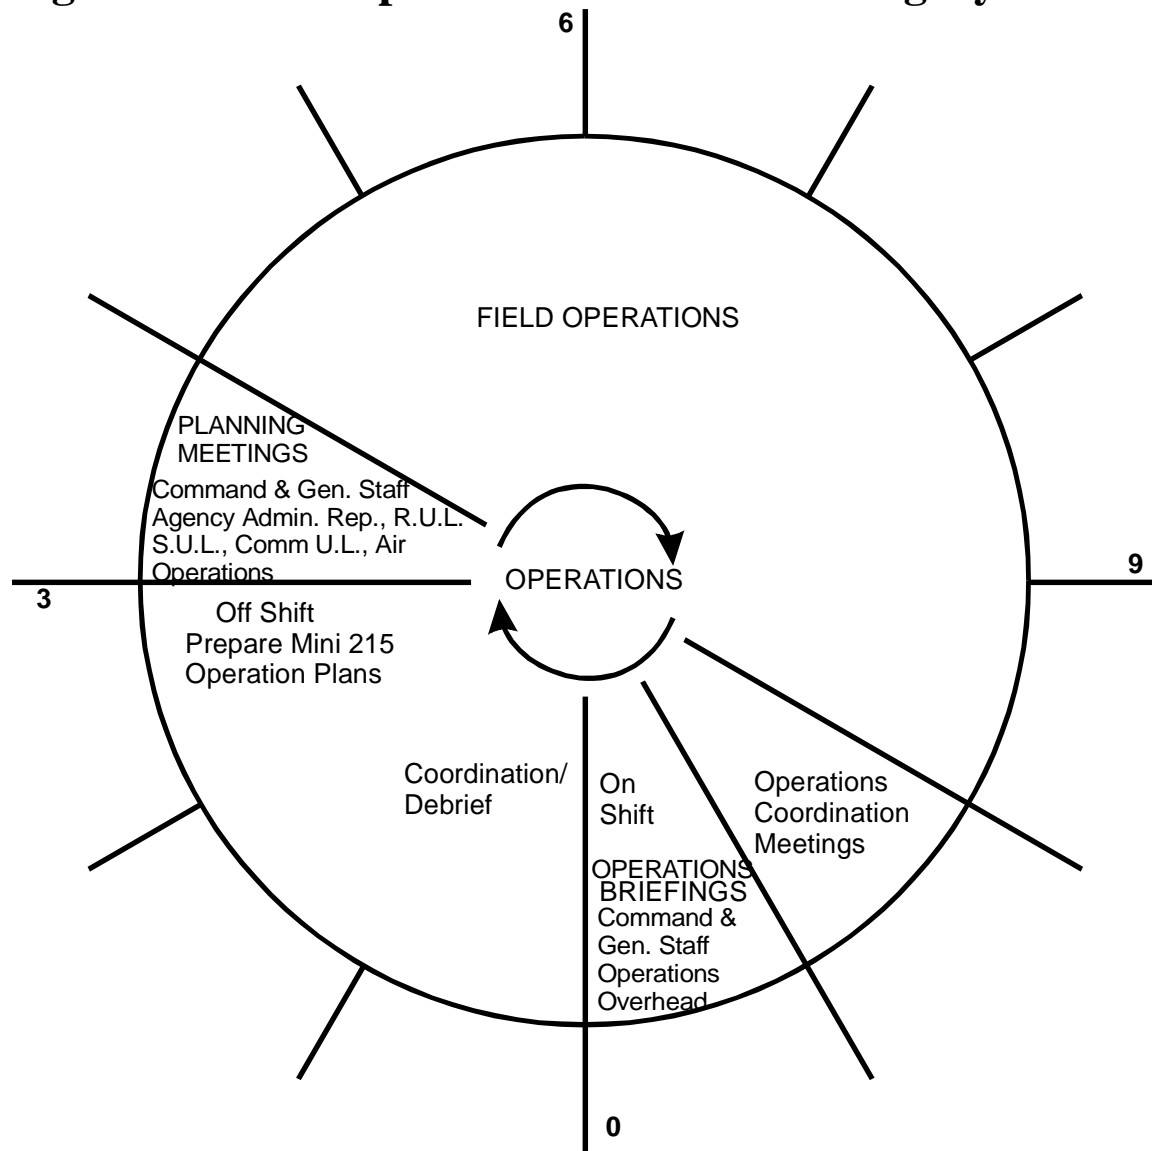 6
FIELD OPERATIONS
PLANNING
MEETINGS
Command & Gen. Staff
Agency Admin. Rep., R.U.L.
S.U.L., Comm U.L., Air
Operations
OPERATIONS
9
3
Off Shift
Prepare Mini 215
Operation Plans
Coordination/
Debrief
On
Shift
Operations
Coordination
Meetings
OPERATIONS
BRIEFINGS
Command &
Gen. Staff
Operations
Overhead
0